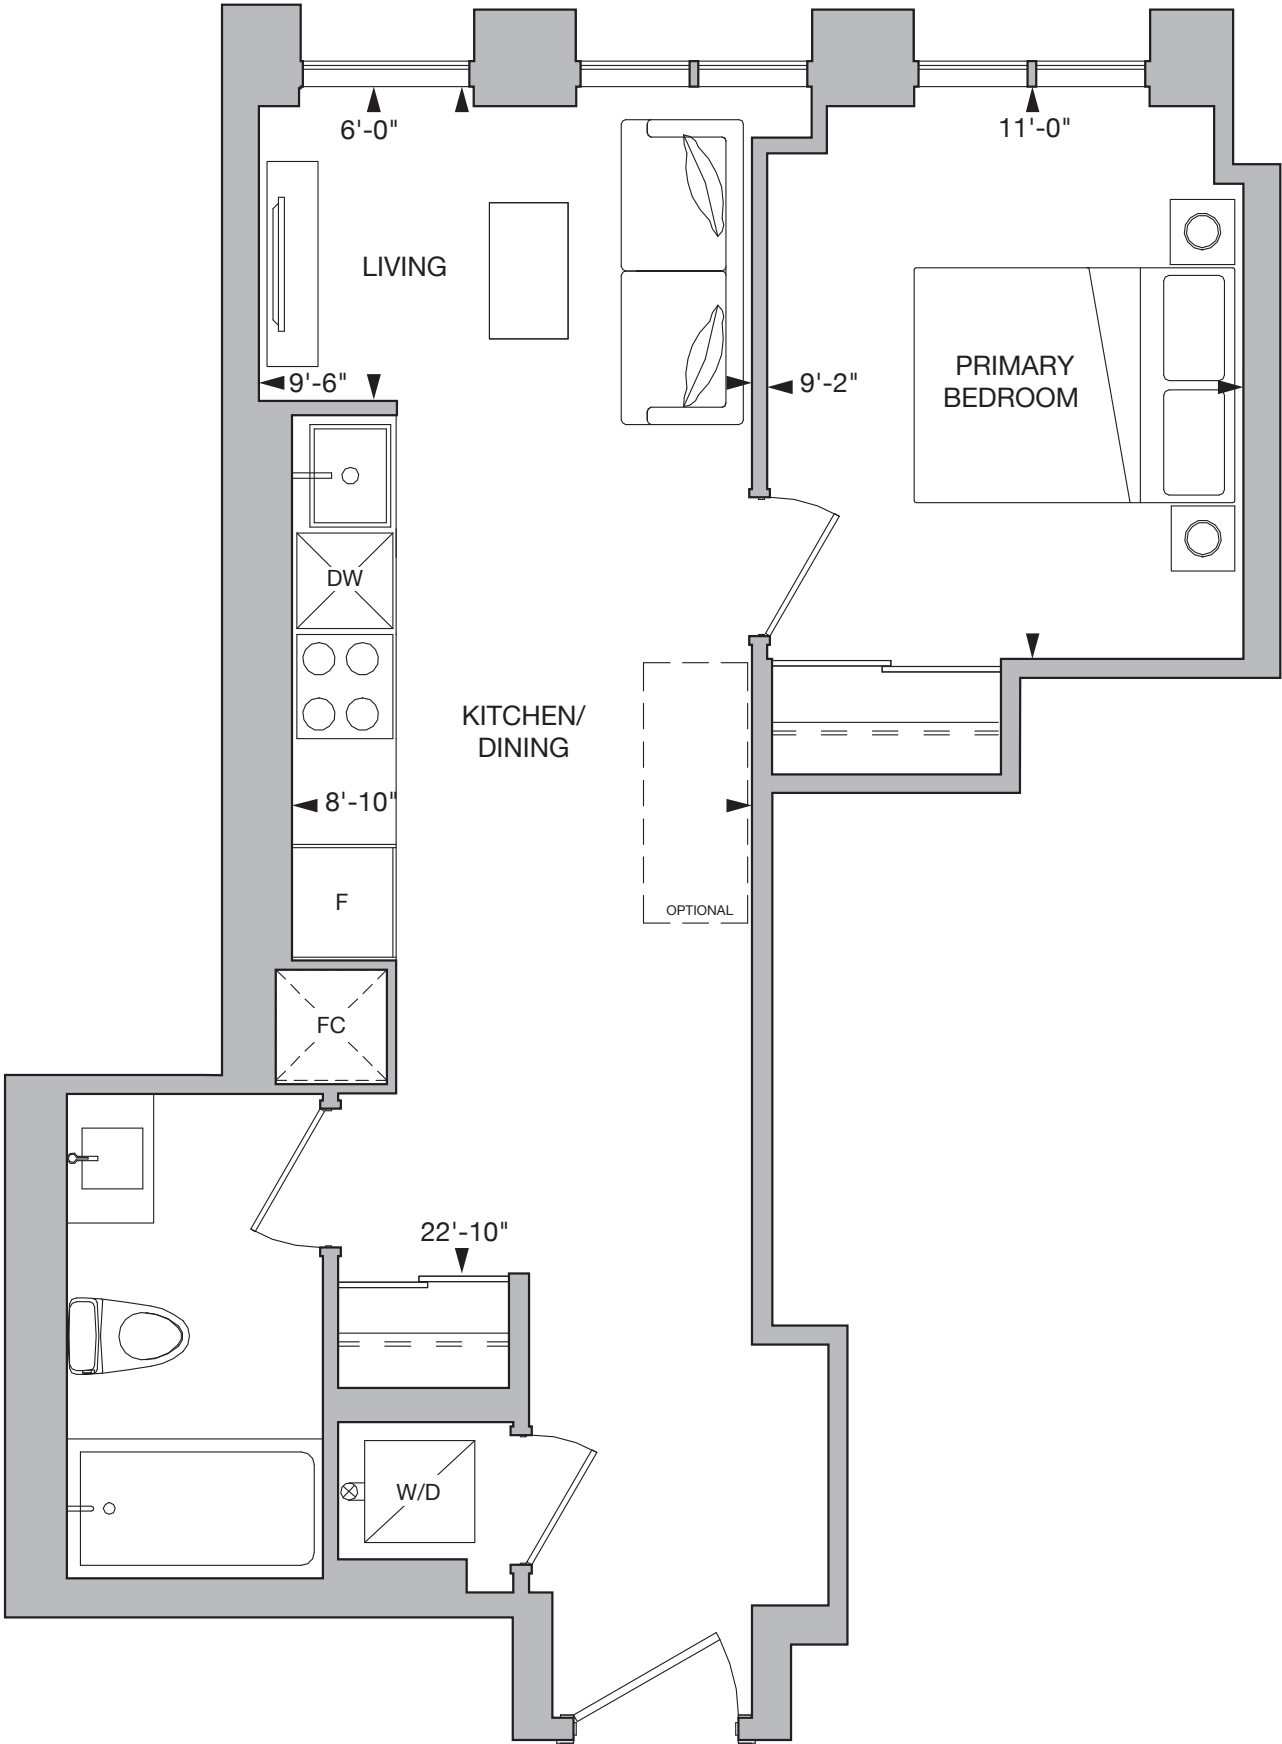 6'-0"
11'-0"
LIVING
9'-6"
9'-2"
PRIMARY
BEDROOM
DW
KITCHEN/
DINING
8'-10"
F
OPTIONAL
FC
22'-10"
W/D